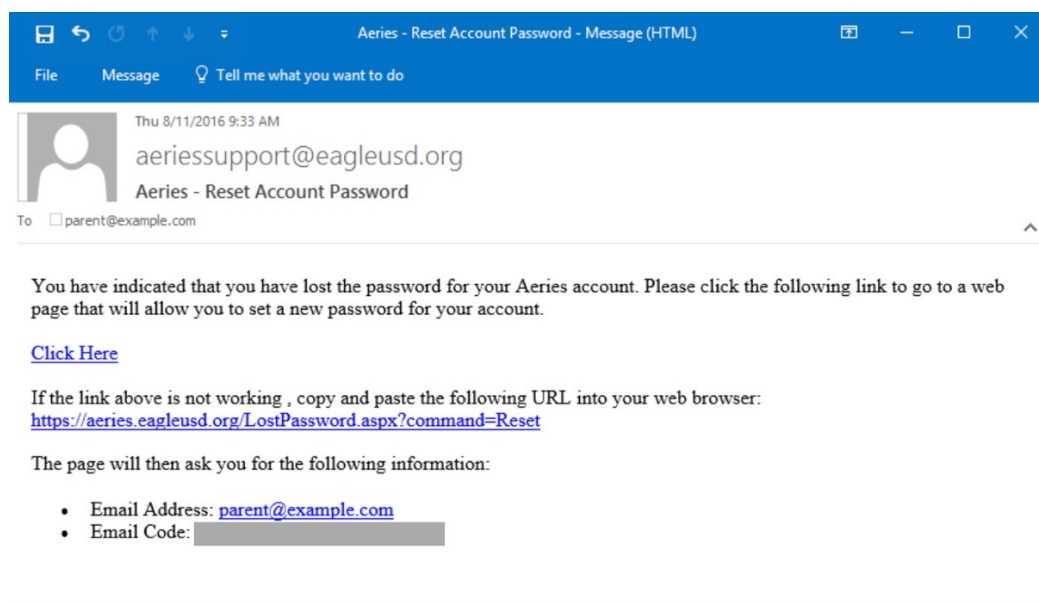 Aeries - Reset Account Password - Message (HTML)
File Message Tell me what you want to do
Thu 8/11/2016 9:33 AM
aeriessupport@eagleusd.org
Aeries - Reset Account Password
To parent@example.com
You have indicated that you have lost the password for your Aeries account. Please click the following link to go to a web
page that will allow you to set a new password for your account.
Click Here
If the link above is not working , copy and paste the following URL into your web browser:
https://aeries.eagleusd.org/LostPassword.aspx?command=Reset
The page will then ask you for the following information:
• Email Address: parent@example.com
• Email Code: